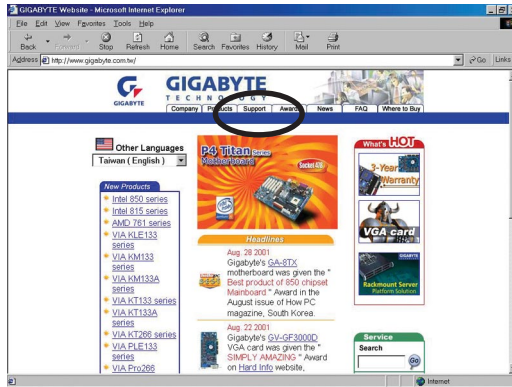 GIGABYTE Website - Microsoft Internet Explorer
File Edit View Favorites Tools Help
Back Forward Stop Refresh Home Search Favorites History Mail Print
Address http://www.gigabyte.com.tw/ Go Links
GIGABYTE
GIGABYTE
TECHNOLOGY
Company Products Support Award News FAQ Where to Buy
Other Languages
Taiwan ( English )
New Products
Intel 850 series
Intel 815 series
AMD 761 series
VIA KLE133
series
VIA KM133
series
VIA KM133A
series
VIA KT133 series
VIA KT133A
series
VIA KT266 series
VIA PLE133
series
VIA Pro266
P4 Titan Series
Motherboard
Socket 478
Headlines
Aug. 28 2001
Gigabyte's GA-8TX
motherboard was given the "
Best product of 850 chipset
Mainboard " Award in the
August issue of How PC
magazine, South Korea.
Aug. 22 2001
Gigabyte's GV-GF3000D
VGA card was given the "
SIMPLY AMAZING " Award
on Hard Info website,
What's HOT
3-Year
Warranty
VGA card
GIGABYTE
Rackmount Server
Platform Solution
Service
Search
Go
Internet